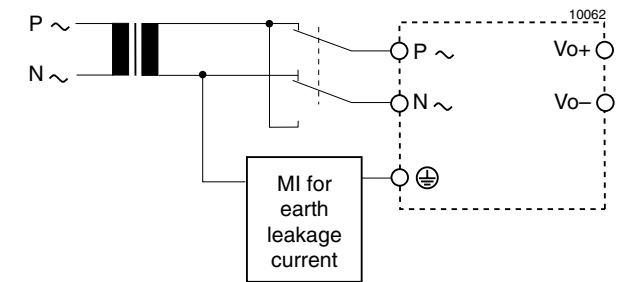 10062
P ~
P ~
Vo+
N ~
N ~
Vo–
MI for
earth
leakage
current